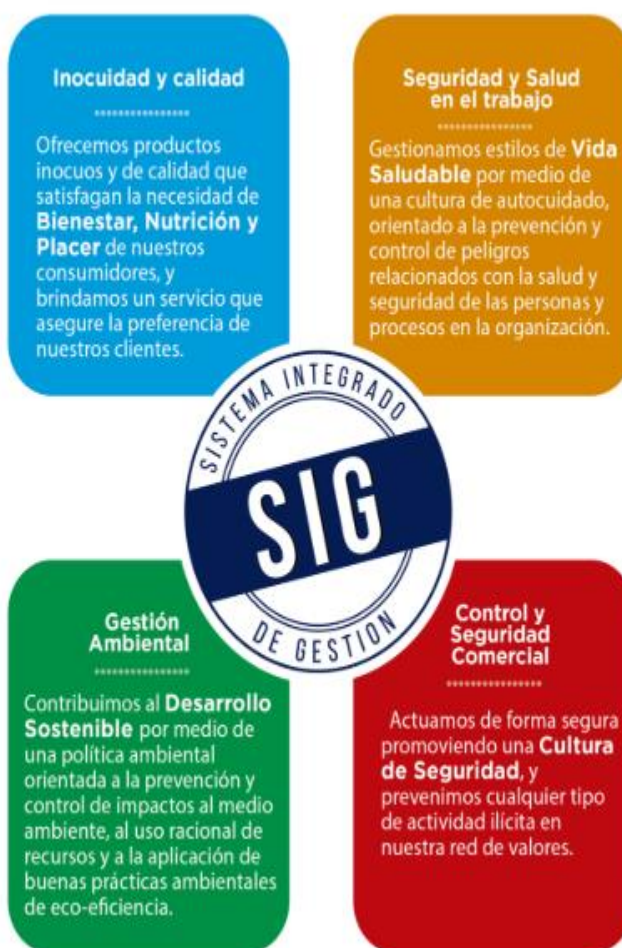 Inocuidad y calidad
Ofrecemos productos
inocuos y de calidad que
satisfagan la necesidad de
Bienestar, Nutrición y
Placer de nuestros
consumidores, y
brindamos un servicio que
asegure la preferencia de
nuestros clientes.
Seguridad y Salud
en el trabajo
Gestionamos estilos de Vida
Saludable por medio de
una cultura de autocuidado,
orientado a la prevención y
control de peligros
relacionados con la salud y
seguridad de las personas y
procesos en la organización.
SISTEMA INTEGRADO
SIG
DE GESTION
Gestión
Ambiental
Contribuimos al Desarrollo
Sostenible por medio de
una política ambiental
orientada a la prevención y
control de impactos al medio
ambiente, al uso racional de
recursos y a la aplicación de
buenas prácticas ambientales
de eco-eficiencia.
Control y
Seguridad
Comercial
Actuamos de forma segura
promoviendo una Cultura
de Seguridad, y
prevenimos cualquier tipo
de actividad ilícita en
nuestra red de valores.